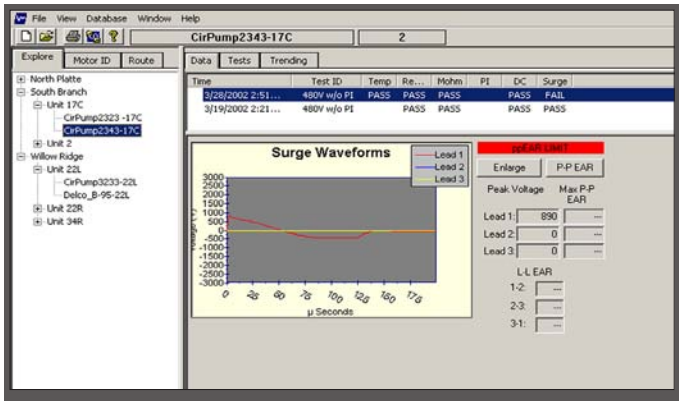 File View Database Window Help
CirPump2343-17C 2
Explore Motor ID Route
North Platte
South Branch
Unit 17C
CirPump2323 -17C
CirPump2343-17C
Unit 2
Willow Ridge
Unit 22L
CirPump3233-22L
Delco_B-95-22L
Unit 22R
Unit 34R
Data Tests Trending
Time Test ID Temp Re... Mohm PI DC Surge
3/28/2002 2:51... 480V w/o PI PASS PASS PASS PASS FAIL
3/19/2002 2:21... 480V w/o PI PASS PASS PASS PASS
Surge Waveforms
Lead 1
Lead 2
Lead 3
3000
2500
2000
1500
1000
500
0
-500
-1000
-1500
-2000
-2500
-3000
0 25 50 75 100 125 150 175
µ Seconds
ppEAR LIMIT
Enlarge P-P EAR
Peak Voltage Max P-P EAR
Lead 1: 890 ---
Lead 2: 0 ---
Lead 3: 0 ---
L-L EAR
1-2: ---
2-3: ---
3-1: ---